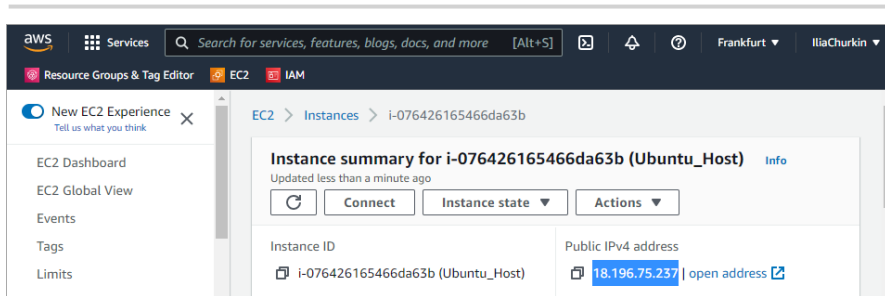 aws Services Search for services, features, blogs, docs, and more [Alt+S] Frankfurt ▼ IliaChurkin ▼
Resource Groups & Tag Editor EC2 IAM
New EC2 Experience
Tell us what you think
EC2 Dashboard
EC2 Global View
Events
Tags
Limits
EC2 > Instances > i-076426165466da63b
Instance summary for i-076426165466da63b (Ubuntu_Host) Info
Updated less than a minute ago
Connect Instance state ▼ Actions ▼
Instance ID
i-076426165466da63b (Ubuntu_Host)
Public IPv4 address
18.196.75.237 | open address